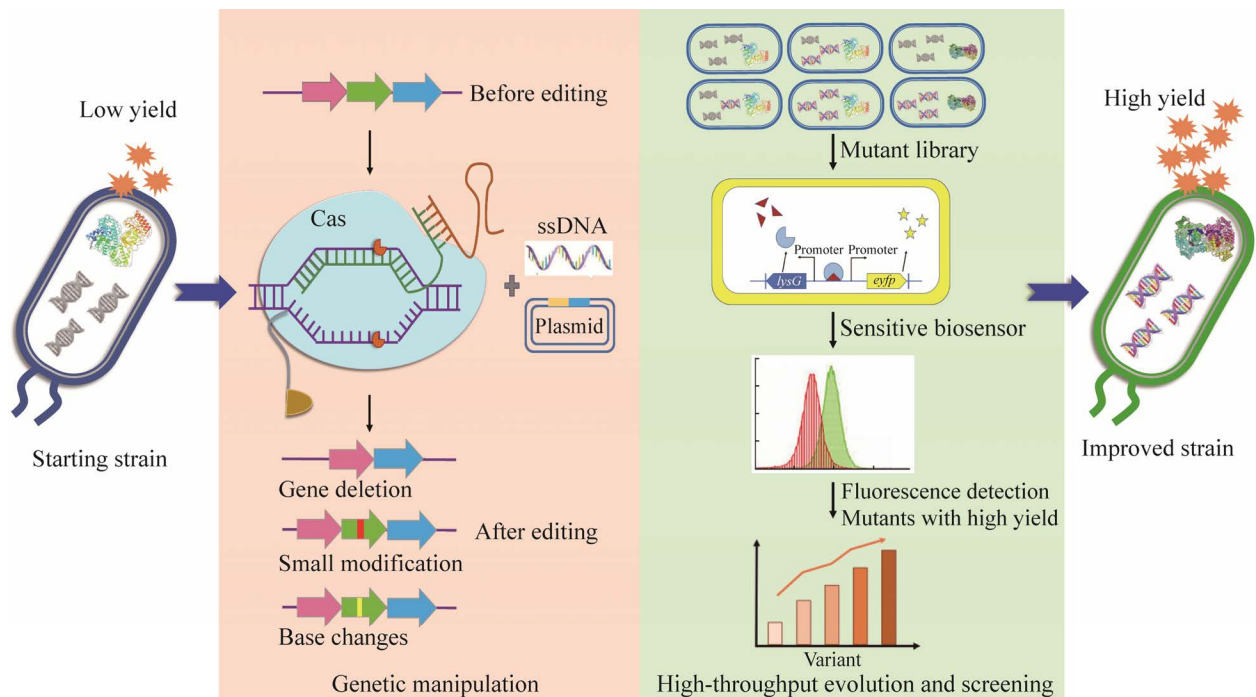 Low yield
Starting strain
Before editing
Cas
ssDNA
Plasmid
Gene deletion
After editing
Small modification
Base changes
Genetic manipulation
Mutant library
Promoter Promoter
lysG
eyfp
Sensitive biosensor
Fluorescence detection
Mutants with high yield
Variant
High-throughput evolution and screening
High yield
Improved strain